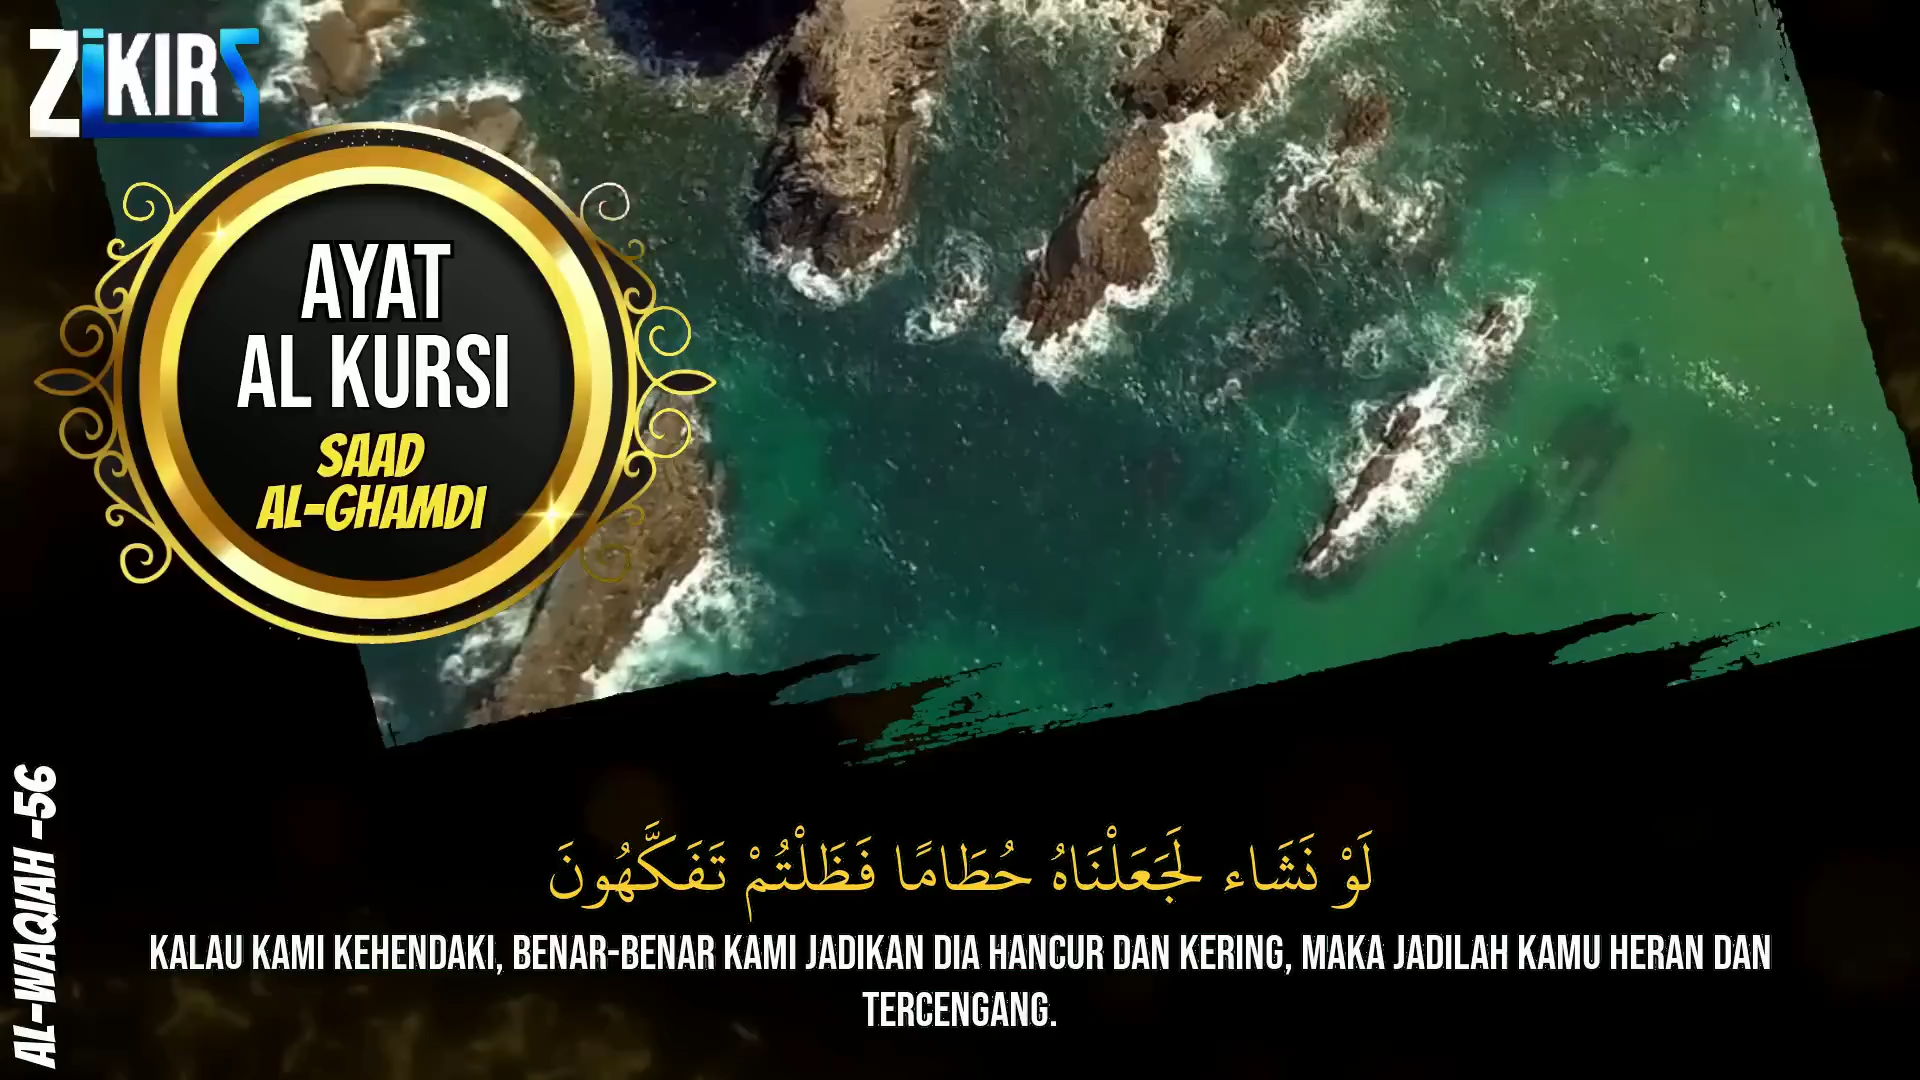 ZiKIRS
AYAT
AL KURSI
SAAD
AL-GHAMDI
AL-WAQIAH -56
لَوْ نَشَاء لَجَعَلْنَاهُ حُطَامًا فَظَلْتُمْ تَفَكَّهُونَ
KALAU KAMI KEHENDAKI, BENAR-BENAR KAMI JADIKAN DIA HANCUR DAN KERING, MAKA JADILAH KAMU HERAN DAN
TERCENGANG.